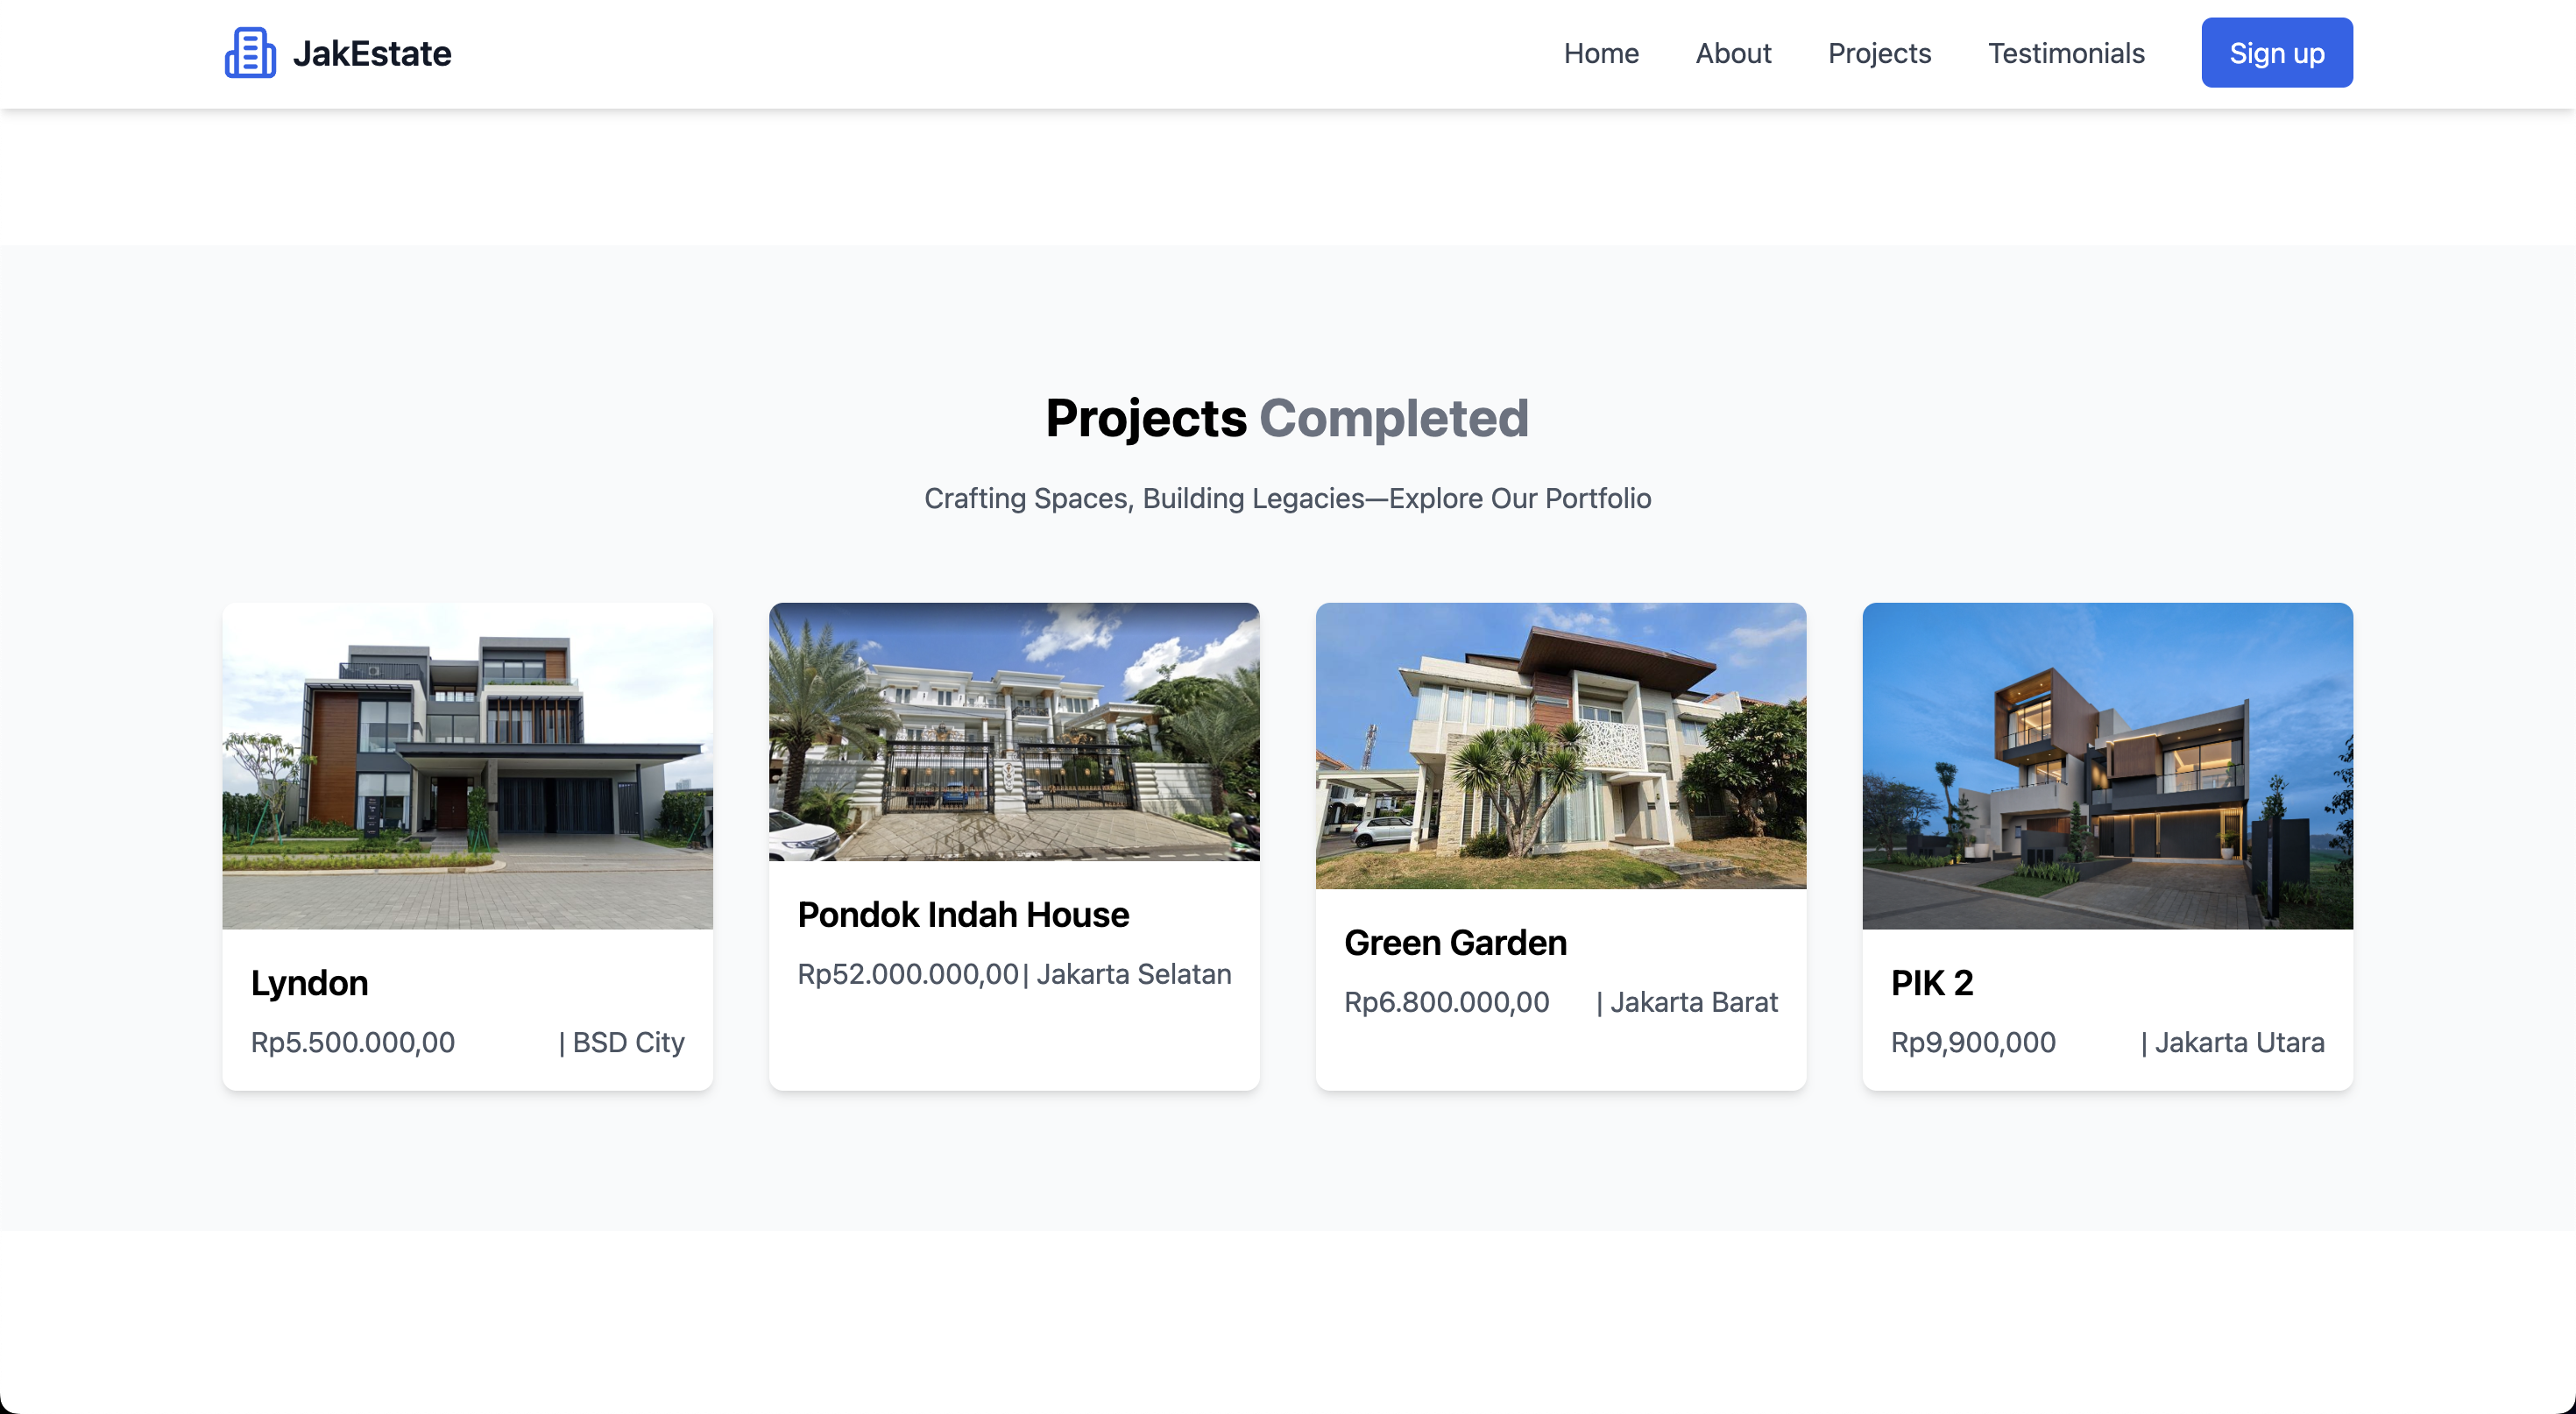 JakEstate
Home About Projects Testimonials Sign up
Projects Completed
Crafting Spaces, Building Legacies—Explore Our Portfolio
Lyndon
Rp5.500.000,00 | BSD City
Pondok Indah House
Rp52.000.000,00| Jakarta Selatan
Green Garden
Rp6.800.000,00 | Jakarta Barat
PIK 2
Rp9,900,000 | Jakarta Utara